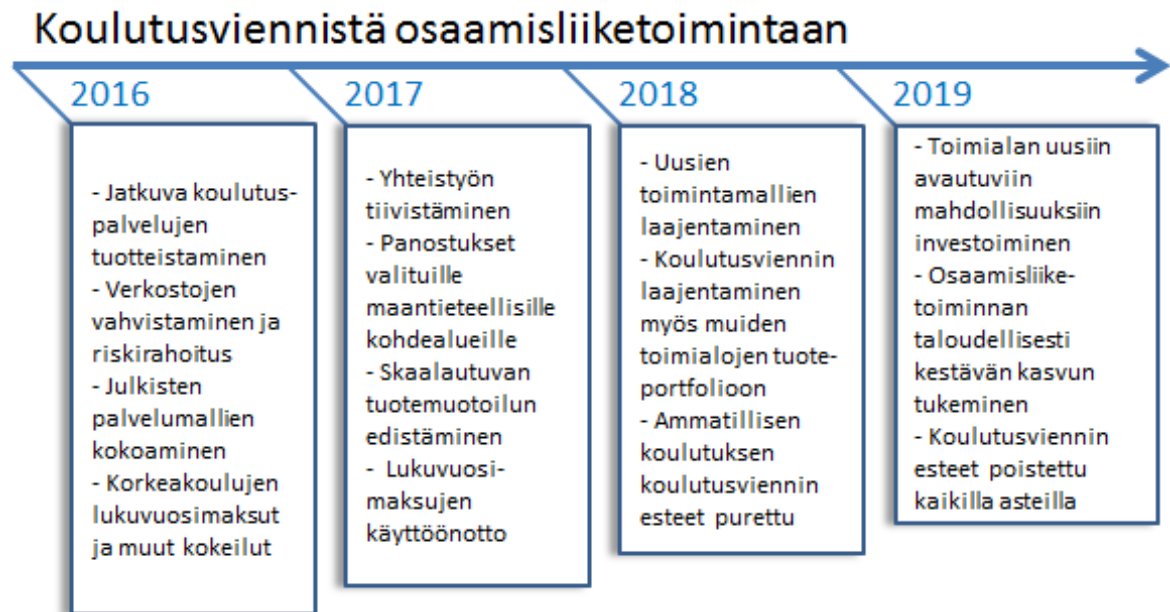 Koulutusviennistä osaamisliiketoimintaan
2016
- Jatkuva koulutus-
palvelujen
tuotteistaminen
- Verkostojen
vahvistaminen ja
riskirahoitus
- Julkisten
palvelumallien
kokoaminen
- Korkeakoulujen
lukuvuosimaksut
ja muut kokeilut
2017
- Yhteistyön
tiivistäminen
- Panostukset
valituille
maantieteellisille
kohdealueille
- Skaalautuvan
tuotemuotoilun
edistäminen
- Lukuvuosi-
maksujen
käyttöönotto
2018
- Uusien
toimintamallien
laajentaminen
- Koulutusviennin
laajentaminen
myös muiden
toimialojen tuote-
portfolioon
- Ammatillisen
koulutuksen
koulutusviennin
esteet purettu
2019
- Toimialan uusiin
avautuviin
mahdollisuuksiin
investoiminen
- Osaamisliike-
toiminnan
taloudellisesti
kestävän kasvun
tukeminen
- Koulutusviennin
esteet poistettu
kaikilla asteilla